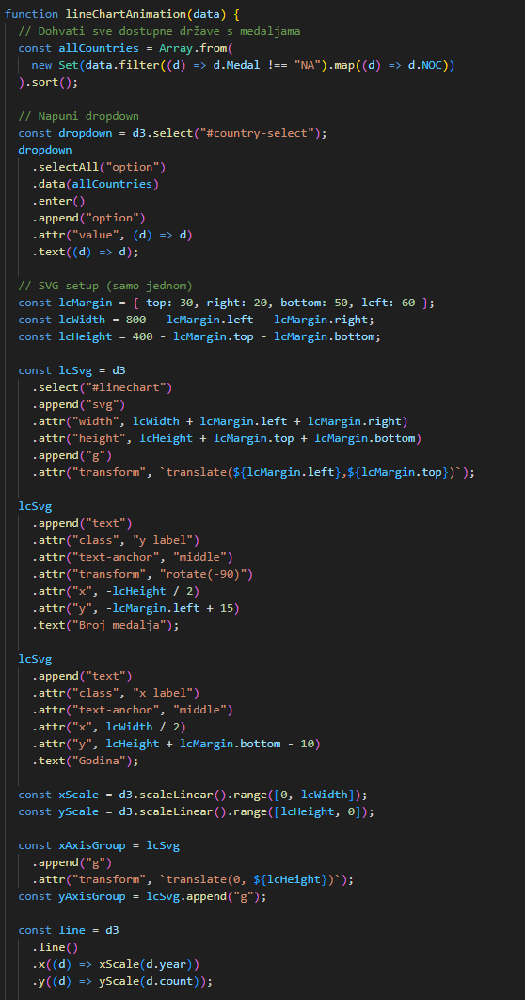 function lineChartAnimation(data) {
  // Dohvati sve dostupne države s medaljama
  const allCountries = Array.from(
    new Set(data.filter((d) => d.Medal !== "NA").map((d) => d.NOC))
  ).sort();

  // Napuni dropdown
  const dropdown = d3.select("#country-select");
  dropdown
    .selectAll("option")
    .data(allCountries)
    .enter()
    .append("option")
    .attr("value", (d) => d)
    .text((d) => d);

  // SVG setup (samo jednom)
  const lcMargin = { top: 30, right: 20, bottom: 50, left: 60 };
  const lcWidth = 800 - lcMargin.left - lcMargin.right;
  const lcHeight = 400 - lcMargin.top - lcMargin.bottom;

  const lcSvg = d3
    .select("#linechart")
    .append("svg")
    .attr("width", lcWidth + lcMargin.left + lcMargin.right)
    .attr("height", lcHeight + lcMargin.top + lcMargin.bottom)
    .append("g")
    .attr("transform", `translate(${lcMargin.left},${lcMargin.top})`);

  lcSvg
    .append("text")
    .attr("class", "y label")
    .attr("text-anchor", "middle")
    .attr("transform", "rotate(-90)")
    .attr("x", -lcHeight / 2)
    .attr("y", -lcMargin.left + 15)
    .text("Broj medalja");

  lcSvg
    .append("text")
    .attr("class", "x label")
    .attr("text-anchor", "middle")
    .attr("x", lcWidth / 2)
    .attr("y", lcHeight + lcMargin.bottom - 10)
    .text("Godina");

  const xScale = d3.scaleLinear().range([0, lcWidth]);
  const yScale = d3.scaleLinear().range([lcHeight, 0]);

  const xAxisGroup = lcSvg
    .append("g")
    .attr("transform", `translate(0, ${lcHeight})`);
  const yAxisGroup = lcSvg.append("g");

  const line = d3
    .line()
    .x((d) => xScale(d.year))
    .y((d) => yScale(d.count));